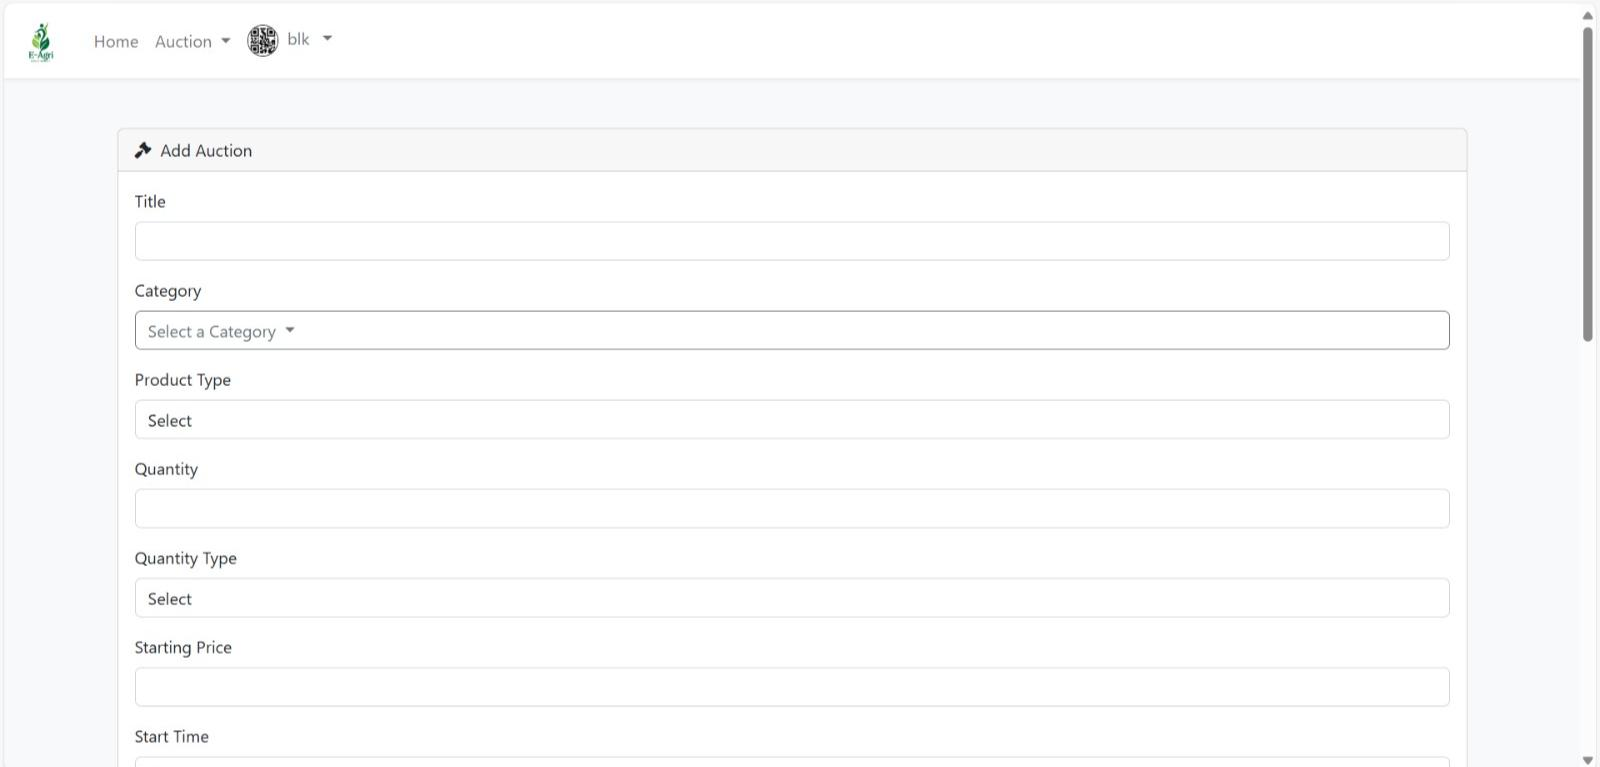 E-Agri
Home
Auction
blk
Add Auction
Title
Category
Select a Category
Product Type
Select
Quantity
Quantity Type
Select
Starting Price
Start Time